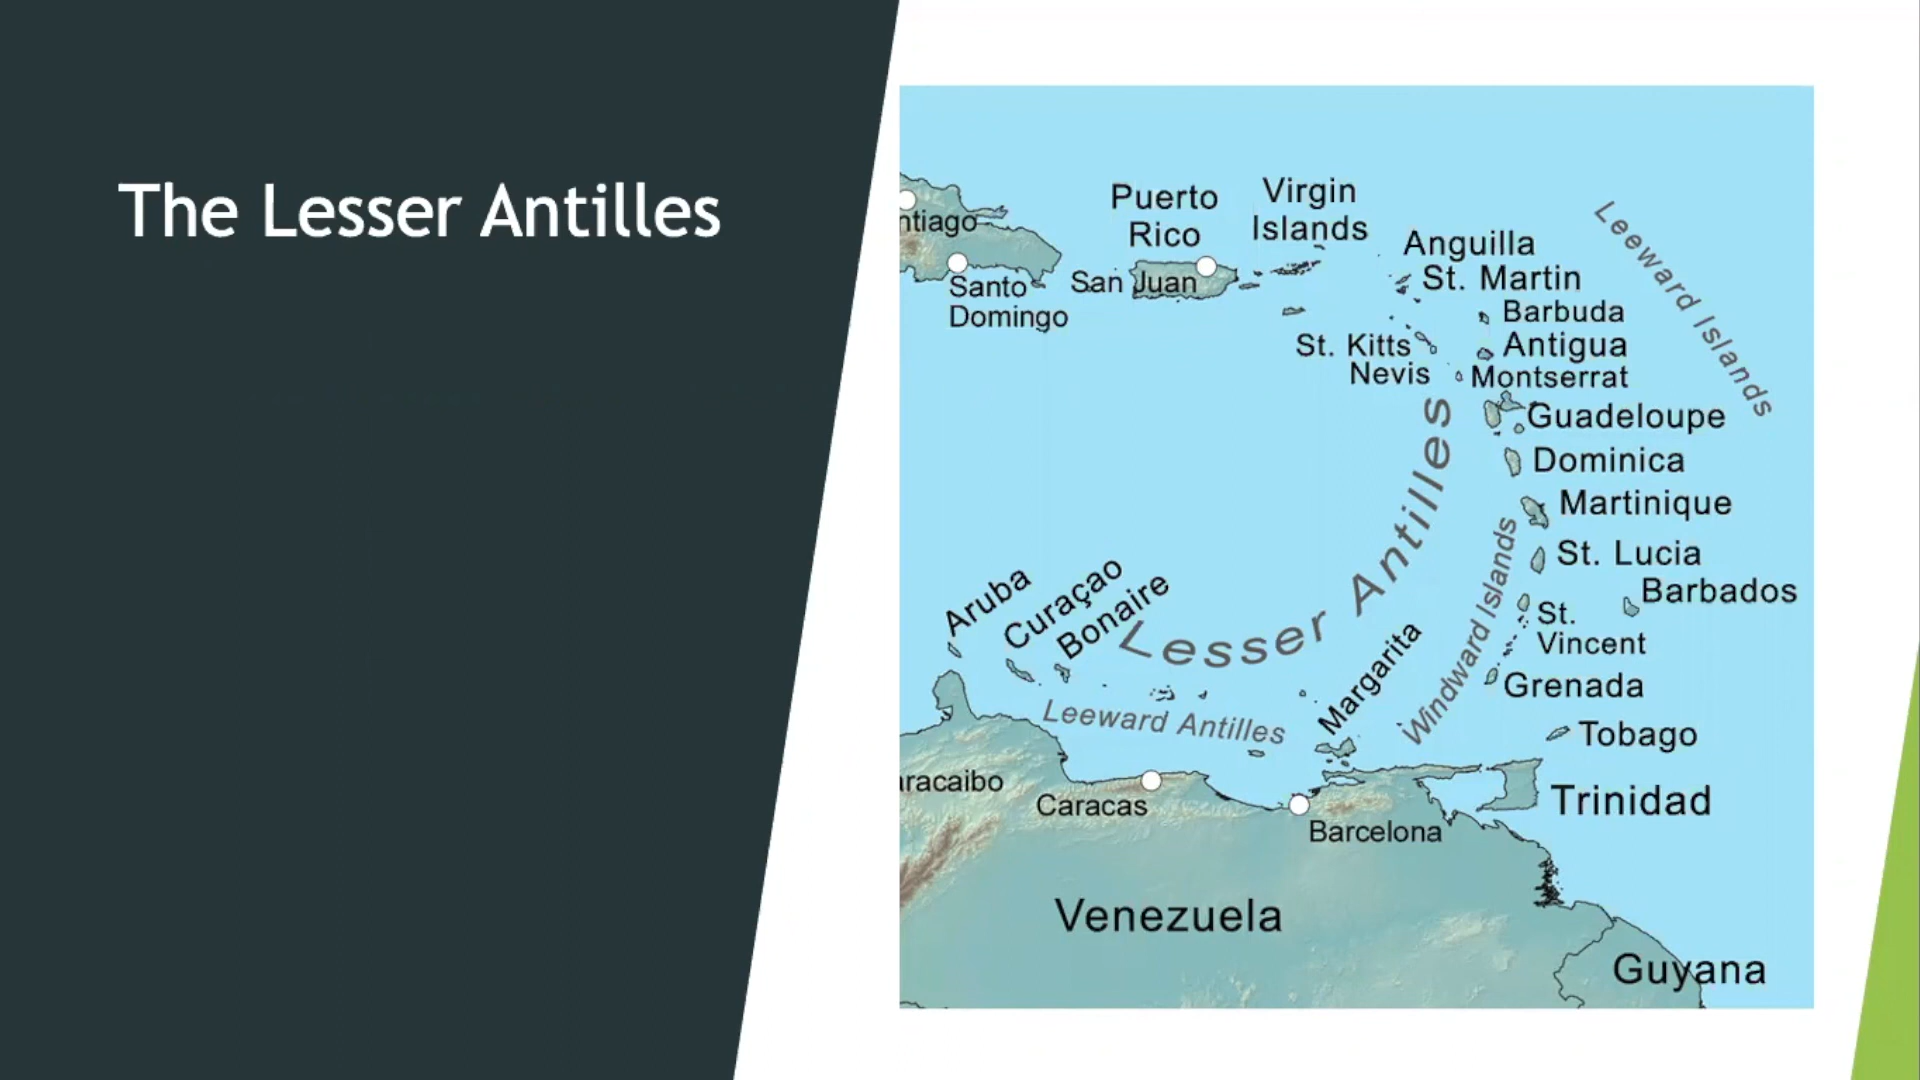 The Lesser Antilles
Puerto
Rico
Virgin
Islands
Leeward Islands
Anguilla
St. Martin
ntiago
San Juan
Santo
Domingo
Barbuda
St. Kitts
Antigua
Nevis
Montserrat
Guadeloupe
Dominica
Martinique
St. Lucia
Barbados
St.
Vincent
Grenada
Tobago
Trinidad
Lesser Antilles
Windward Islands
Aruba
Curaçao
Bonaire
Margarita
Leeward Antilles
aracaibo
Caracas
Barcelona
Venezuela
Guyana